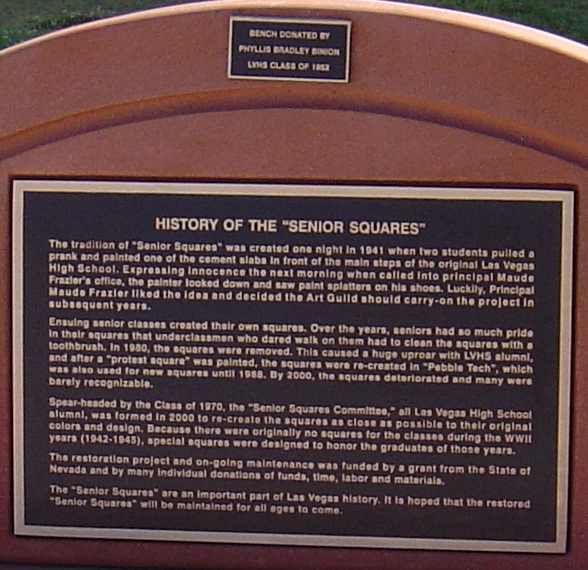 BENCH DONATED BY
PHYLLIS BRADLEY BINION
LVHS CLASS OF 1952
HISTORY OF THE "SENIOR SQUARES"
The tradition of "Senior Squares" was created one night in 1941 when two students pulled a
prank and painted one of the cement slabs in front of the main steps of the original Las Vegas
High School. Expressing innocence the next morning when called into principal Maude
Frazier's office, the painter looked down and saw paint splatters on his shoes. Luckily, Principal
Maude Frazier liked the idea and decided the Art Guild should carry-on the project in
subsequent years.
Ensuing senior classes created their own squares. Over the years, seniors had so much pride
in their squares that underclassmen who dared walk on them had to clean the squares with a
toothbrush. In 1980, the squares were removed. This caused a huge uproar with LVHS alumni,
and after a "protest square" was painted, the squares were re-created in "Pebble Tech", which
was also used for new squares until 1988. By 2000, the squares deteriorated and many were
barely recognizable.
Spear-headed by the Class of 1970, the "Senior Squares Committee," all Las Vegas High School
alumni, was formed in 2000 to re-create the squares as close as possible to their original
colors and design. Because there were originally no squares for the classes during the WWII
years (1942-1945), special squares were designed to honor the graduates of those years.
The restoration project and on-going maintenance was funded by a grant from the State of
Nevada and by many individual donations of funds, time, labor and materials.
The "Senior Squares" are an important part of Las Vegas history. It is hoped that the restored
"Senior Squares" will be maintained for all ages to come.